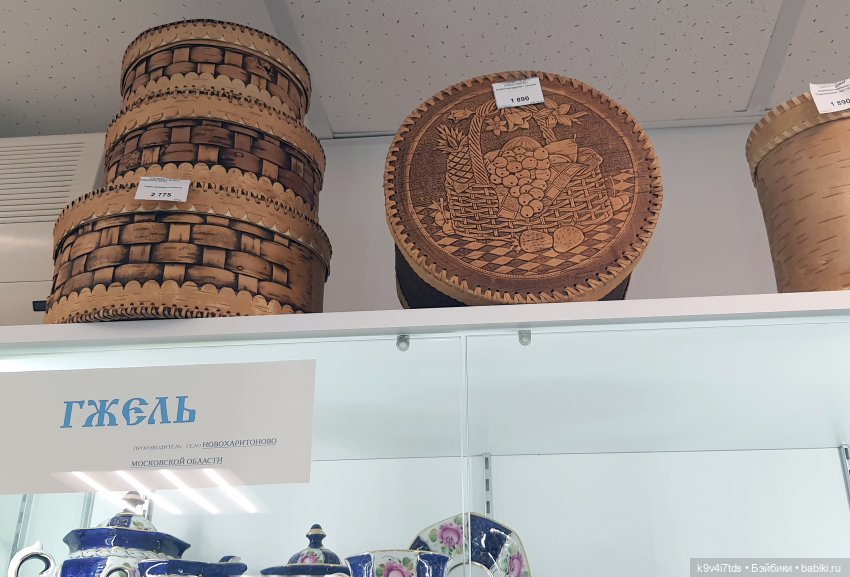 1 890
1 890
2 775
ГЖЕЛЬ
ПРОИЗВОДИТЕЛЬ: СЕЛО НОВОХАРИТОНОВО
МОСКОВСКОЙ ОБЛАСТИ
k9v4i7tds • Бэйбики • babiki.ru